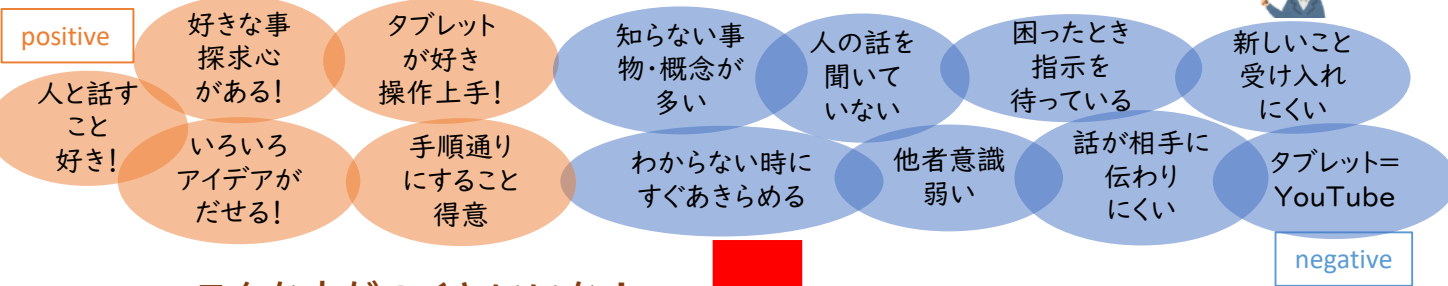 positive
人と話す
こと
好き!
好きな事
探求心
がある!
タブレット
が好き
操作上手!
いろいろ
アイデアが
だせる!
手順通り
にすること
得意
知らない事
物・概念が
多い
人の話を
聞いて
いない
困ったとき
指示を
待っている
新しいこと
受け入れ
にくい
わからない時に
すぐあきらめる
他者意識
弱い
話が相手に
伝わり
にくい
タブレット=
YouTube
negative